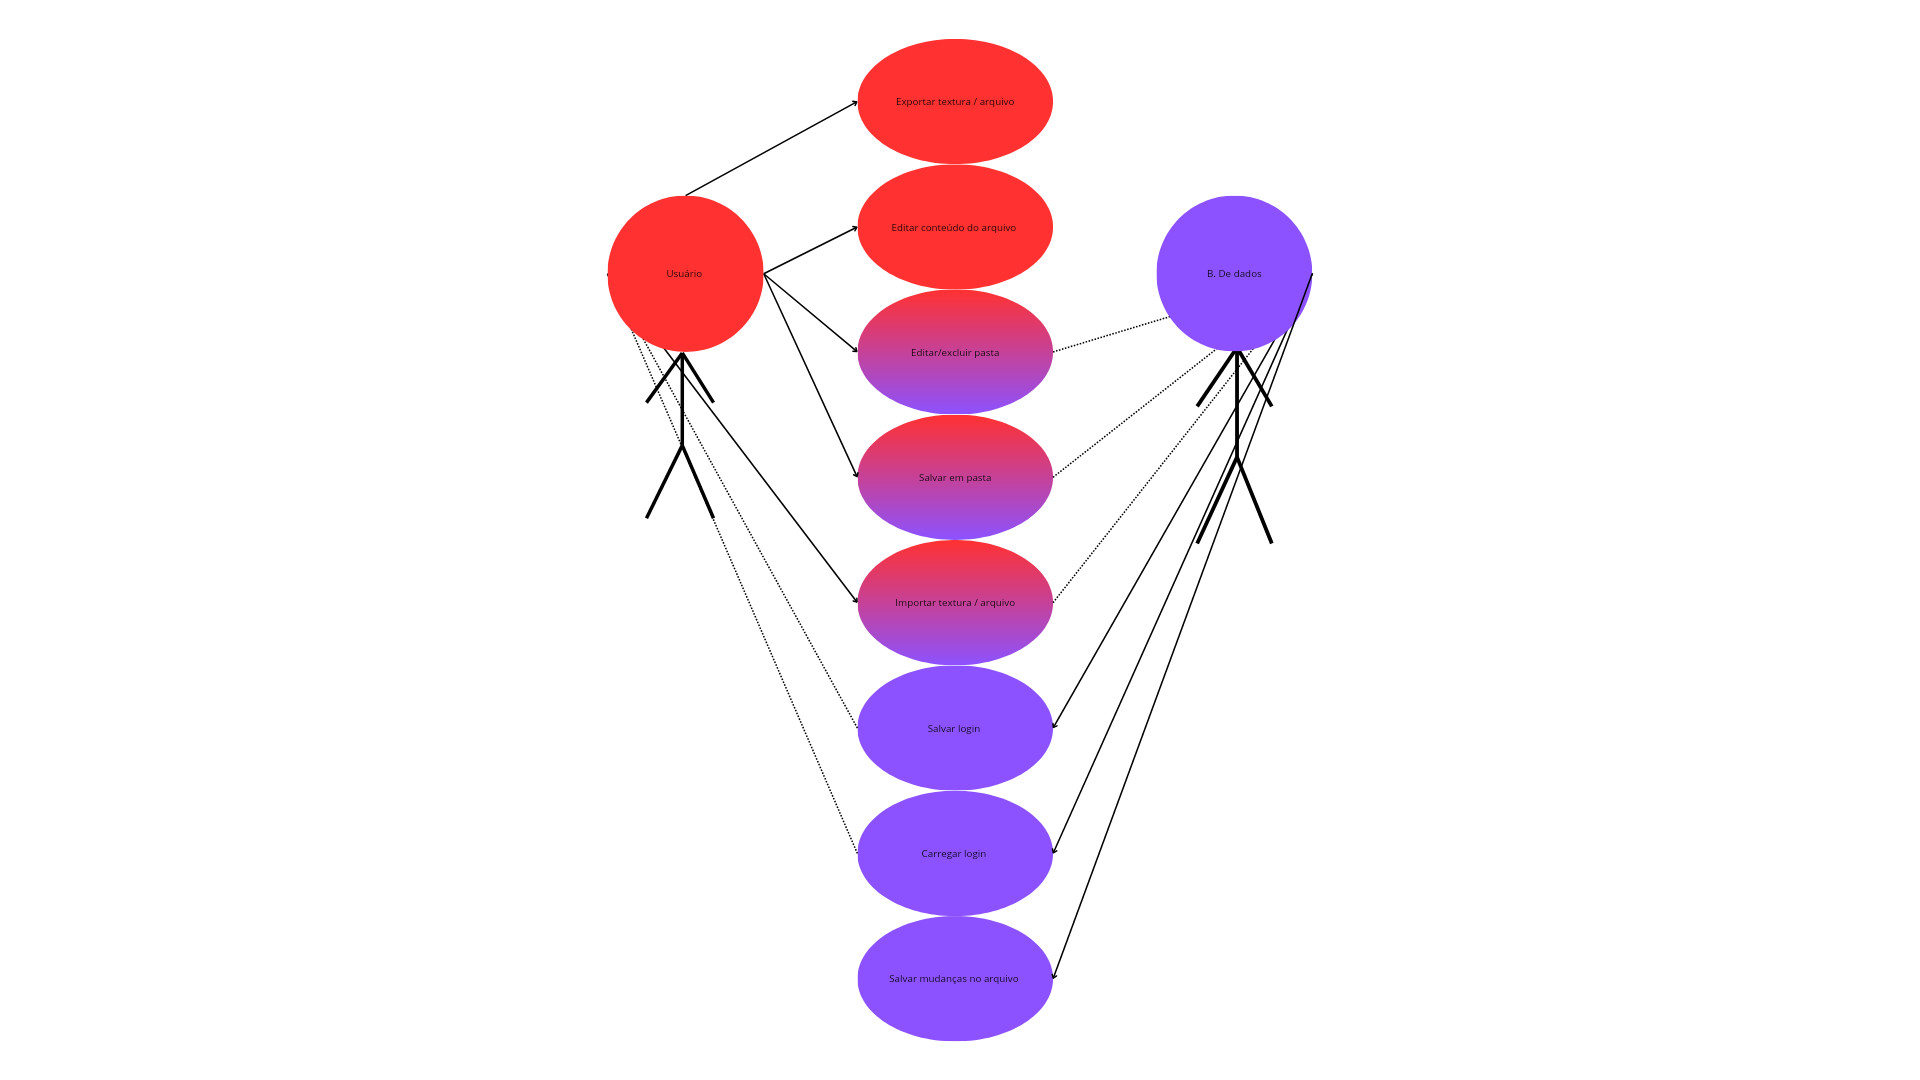 Exportar textura / arquivo
Editar conteúdo do arquivo
Usuário
B. De dados
Editar/excluir pasta
Salvar em pasta
Importar textura / arquivo
Salvar login
Carregar login
Salvar mudanças no arquivo